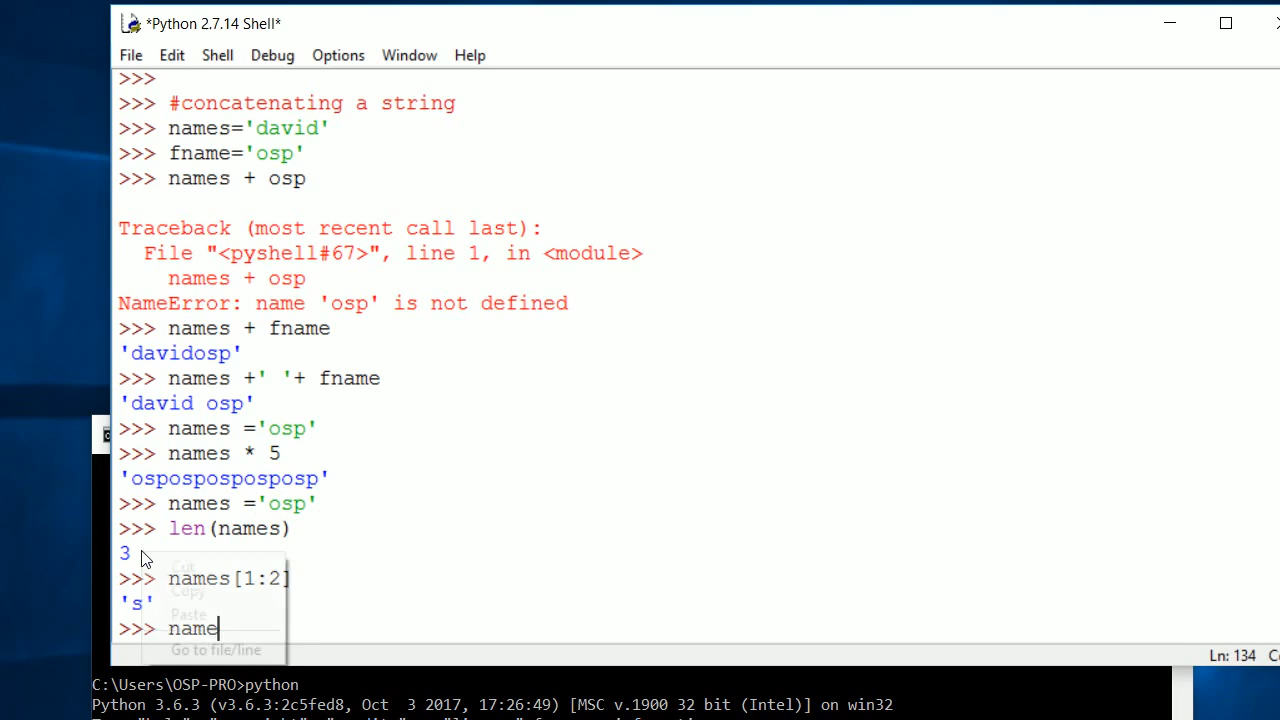 *Python 2.7.14 Shell*
File Edit Shell Debug Options Window Help
>>>
>>> #concatenating a string
>>> names='david'
>>> fname='osp'
>>> names + osp
Traceback (most recent call last):
  File "<pyshell#67>", line 1, in <module>
    names + osp
NameError: name 'osp' is not defined
>>> names + fname
'davidosp'
>>> names +' '+ fname
'david osp'
>>> names ='osp'
>>> names * 5
'osposposposposp'
>>> names ='osp'
>>> len(names)
3
Cut
>>> names[1:2]
Copy
's'
Paste
>>> name
Go to file/line
Ln: 134
C:\Users\OSP-PRO>python
Python 3.6.3 (v3.6.3:2c5fed8, Oct  3 2017, 17:26:49) [MSC v.1900 32 bit (Intel)] on win32